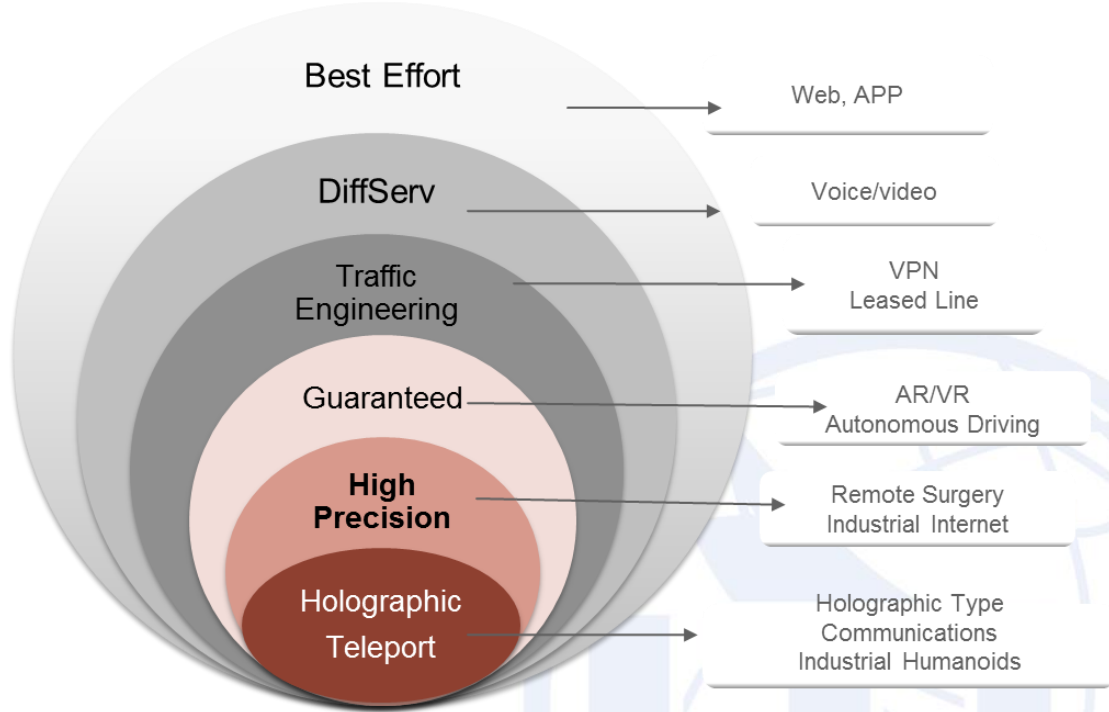 Best Effort
Web, APP
DiffServ
Voice/video
Traffic
Engineering
VPN
Leased Line
Guaranteed
AR/VR
Autonomous Driving
High
Precision
Remote Surgery
Industrial Internet
Holographic
Teleport
Holographic Type
Communications
Industrial Humanoids